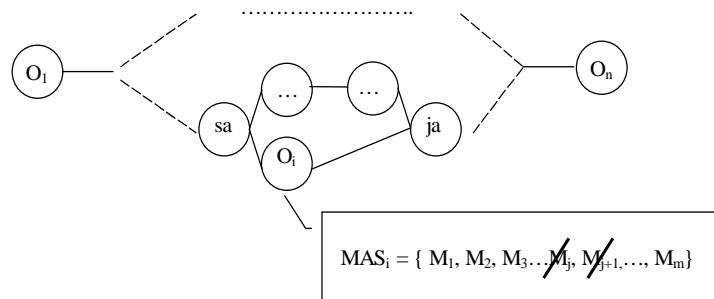 ……………………
O₁
… …
Oₙ
sa
ja
Oᵢ
MASᵢ = { M₁, M₂, M₃…Mⱼ, Mⱼ₊₁,…, Mₘ}